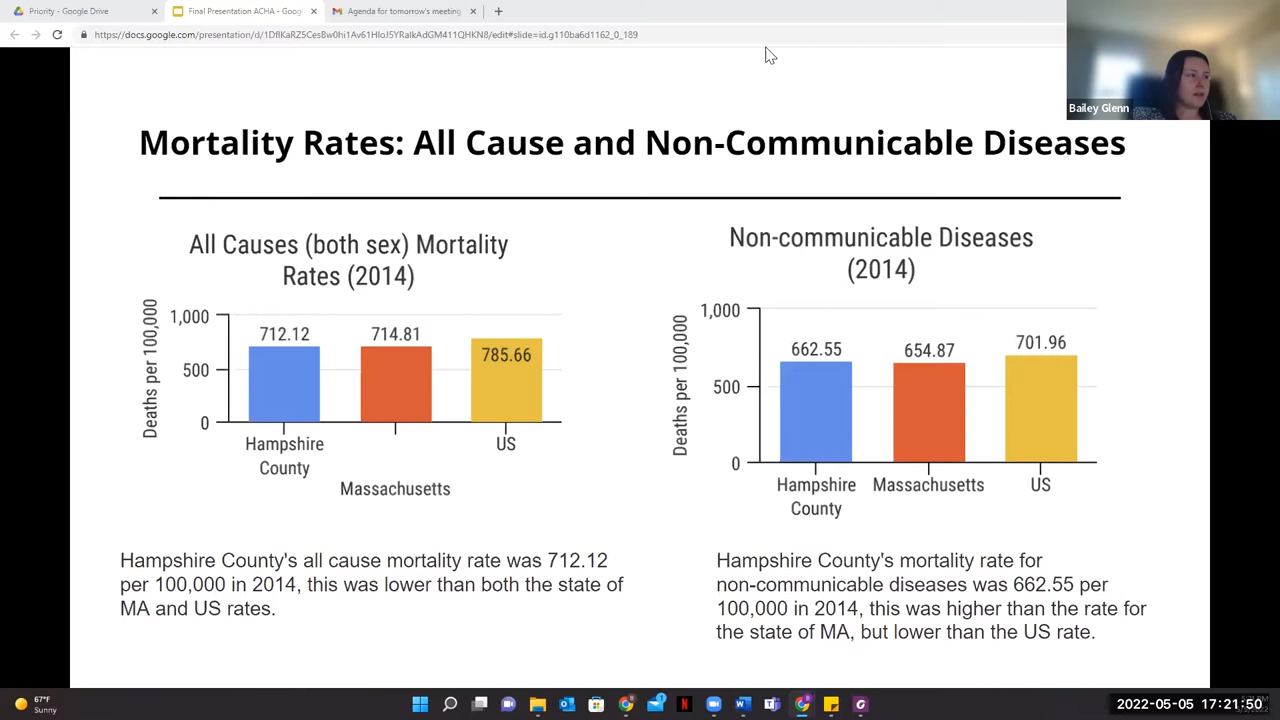 Priority - Google Drive
Final Presentation ACHA - Goog
Agenda for tomorrow's meeting
Bailey Glenn
Mortality Rates: All Cause and Non-Communicable Diseases
All Causes (both sex) Mortality
Rates (2014)
Deaths per 100,000
1,000
500
0
712.12
714.81
785.66
Hampshire
County
Massachusetts
US
Non-communicable Diseases
(2014)
Deaths per 100,000
1,000
500
0
662.55
654.87
701.96
Hampshire
County
Massachusetts
US
Hampshire County's all cause mortality rate was 712.12
per 100,000 in 2014, this was lower than both the state of
MA and US rates.
Hampshire County's mortality rate for
non-communicable diseases was 662.55 per
100,000 in 2014, this was higher than the rate for
the state of MA, but lower than the US rate.
67°F
Sunny
2022-05-05 17:21:50